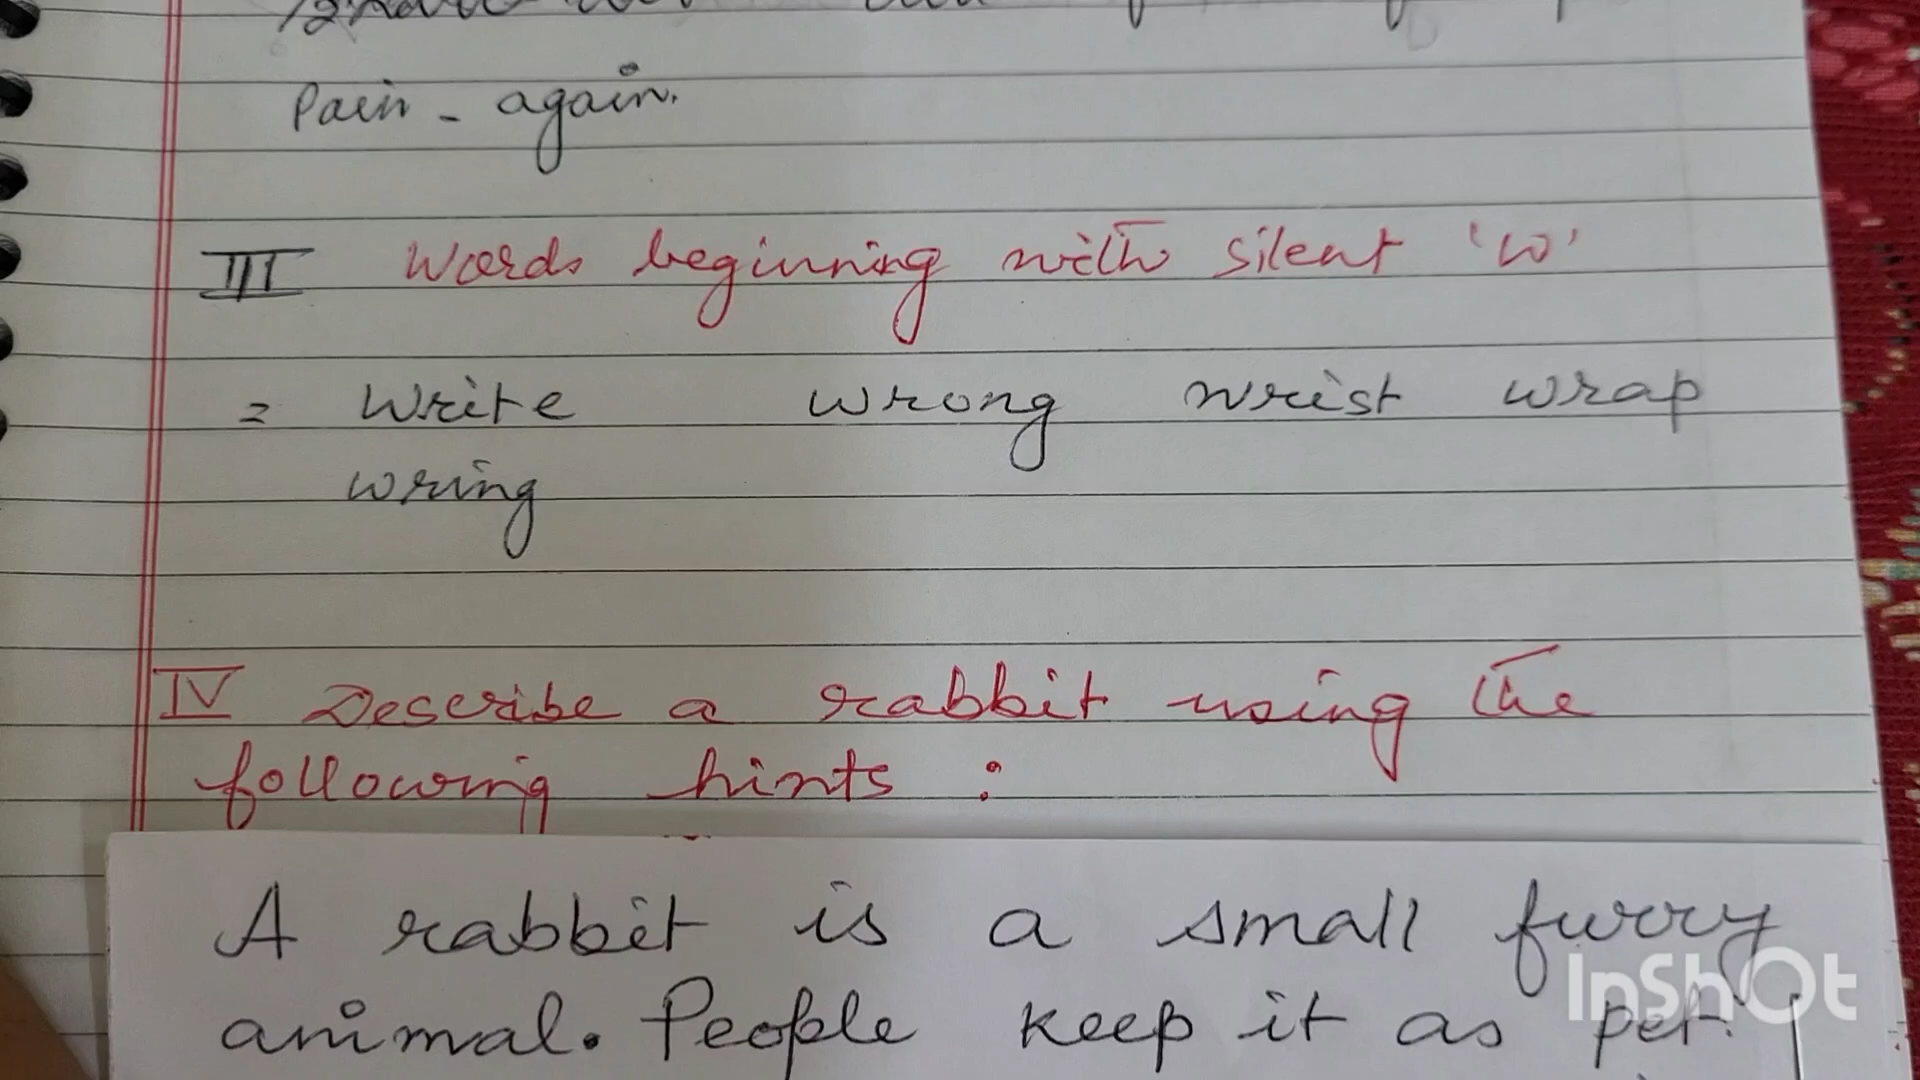 Pain - again.
III Words beginning with silent 'w'
= Write wrong wrist wrap
wring
IV Describe a rabbit using the
following hints :
A rabbit is a small furry
animal. People keep it as pet.
InShOt